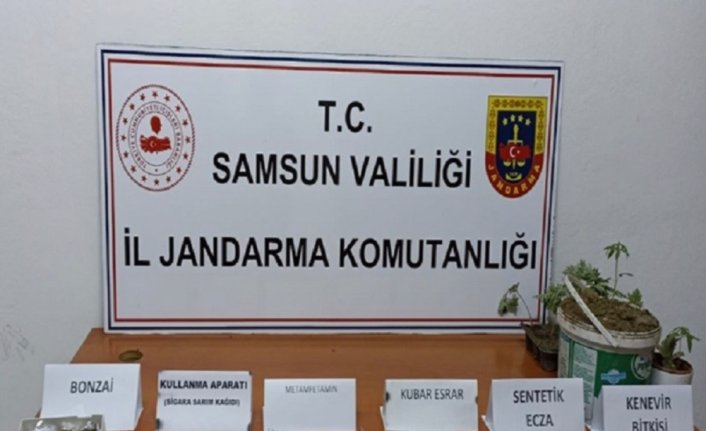 T.C.
SAMSUN VALİLİĞİ
İL JANDARMA KOMUTANLIĞI
JANDARMA
BONZAİ
KULLANMA APARATI
(SİGARA SARIM KAĞIDI)
METAMFETAMİN
KUBAR ESRAR
SENTETİK
ECZA
KENEVİR
BİTKİSİ